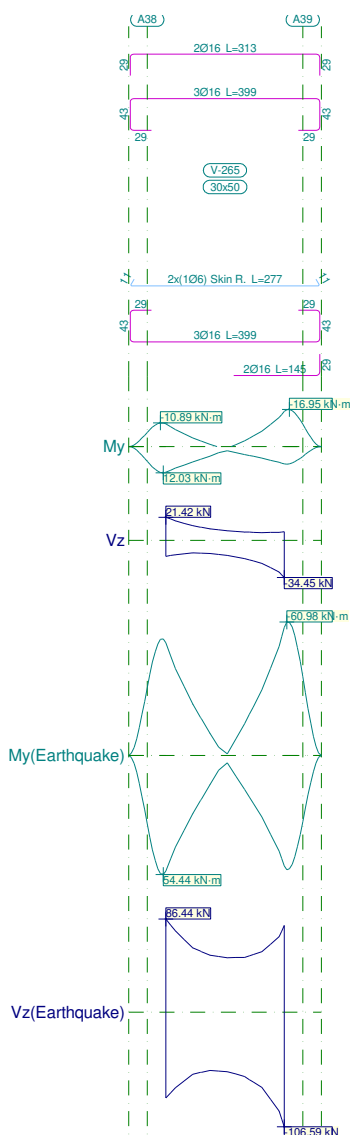 A38 A39
2Ø16 L=313
29 29
3Ø16 L=399
43 43
29 29
V-265
30x50
2x(1Ø6) Skin R. L=277
11 11
29 29
43 43
3Ø16 L=399
2Ø16 L=145
29
-10.89 kN·m
-16.95 kN·m
My
12.03 kN·m
21.42 kN
Vz
-34.45 kN
-60.98 kN·m
My(Earthquake)
54.44 kN·m
86.44 kN
Vz(Earthquake)
-106.59 kN